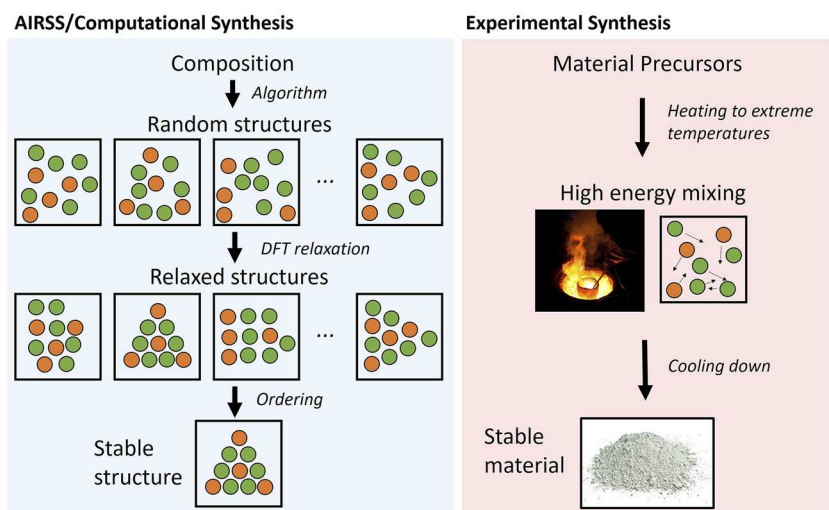 AIRSS/Computational Synthesis
Composition
Algorithm
Random structures
...
DFT relaxation
Relaxed structures
...
Ordering
Stable
structure
Experimental Synthesis
Material Precursors
Heating to extreme
temperatures
High energy mixing
Cooling down
Stable
material